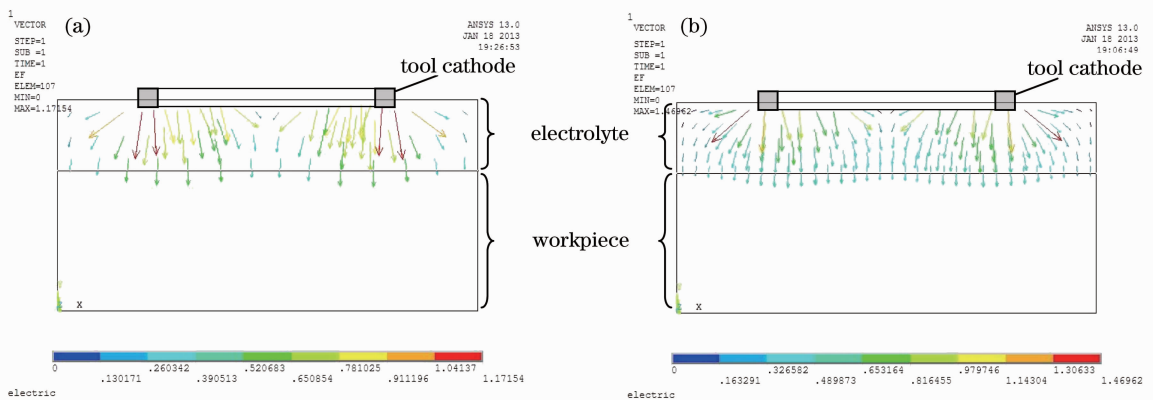 1
VECTOR
STEP=1
SUB =1
TIME=1
EF
ELEM=107
MIN=0
MAX=1.17154
(a)
ANSYS 13.0
JAN 18 2013
19:26:53
tool cathode
X
0
.130171
.260342
.390513
.520683
.650854
.781025
.911196
1.04137
1.17154
electric
electrolyte
workpiece
1
VECTOR
STEP=1
SUB =1
TIME=1
EF
ELEM=107
MIN=0
MAX=1.46962
(b)
ANSYS 13.0
JAN 18 2013
19:06:49
tool cathode
X
0
.163291
.326582
.489873
.653164
.816455
.979746
1.14304
1.30633
1.46962
electric